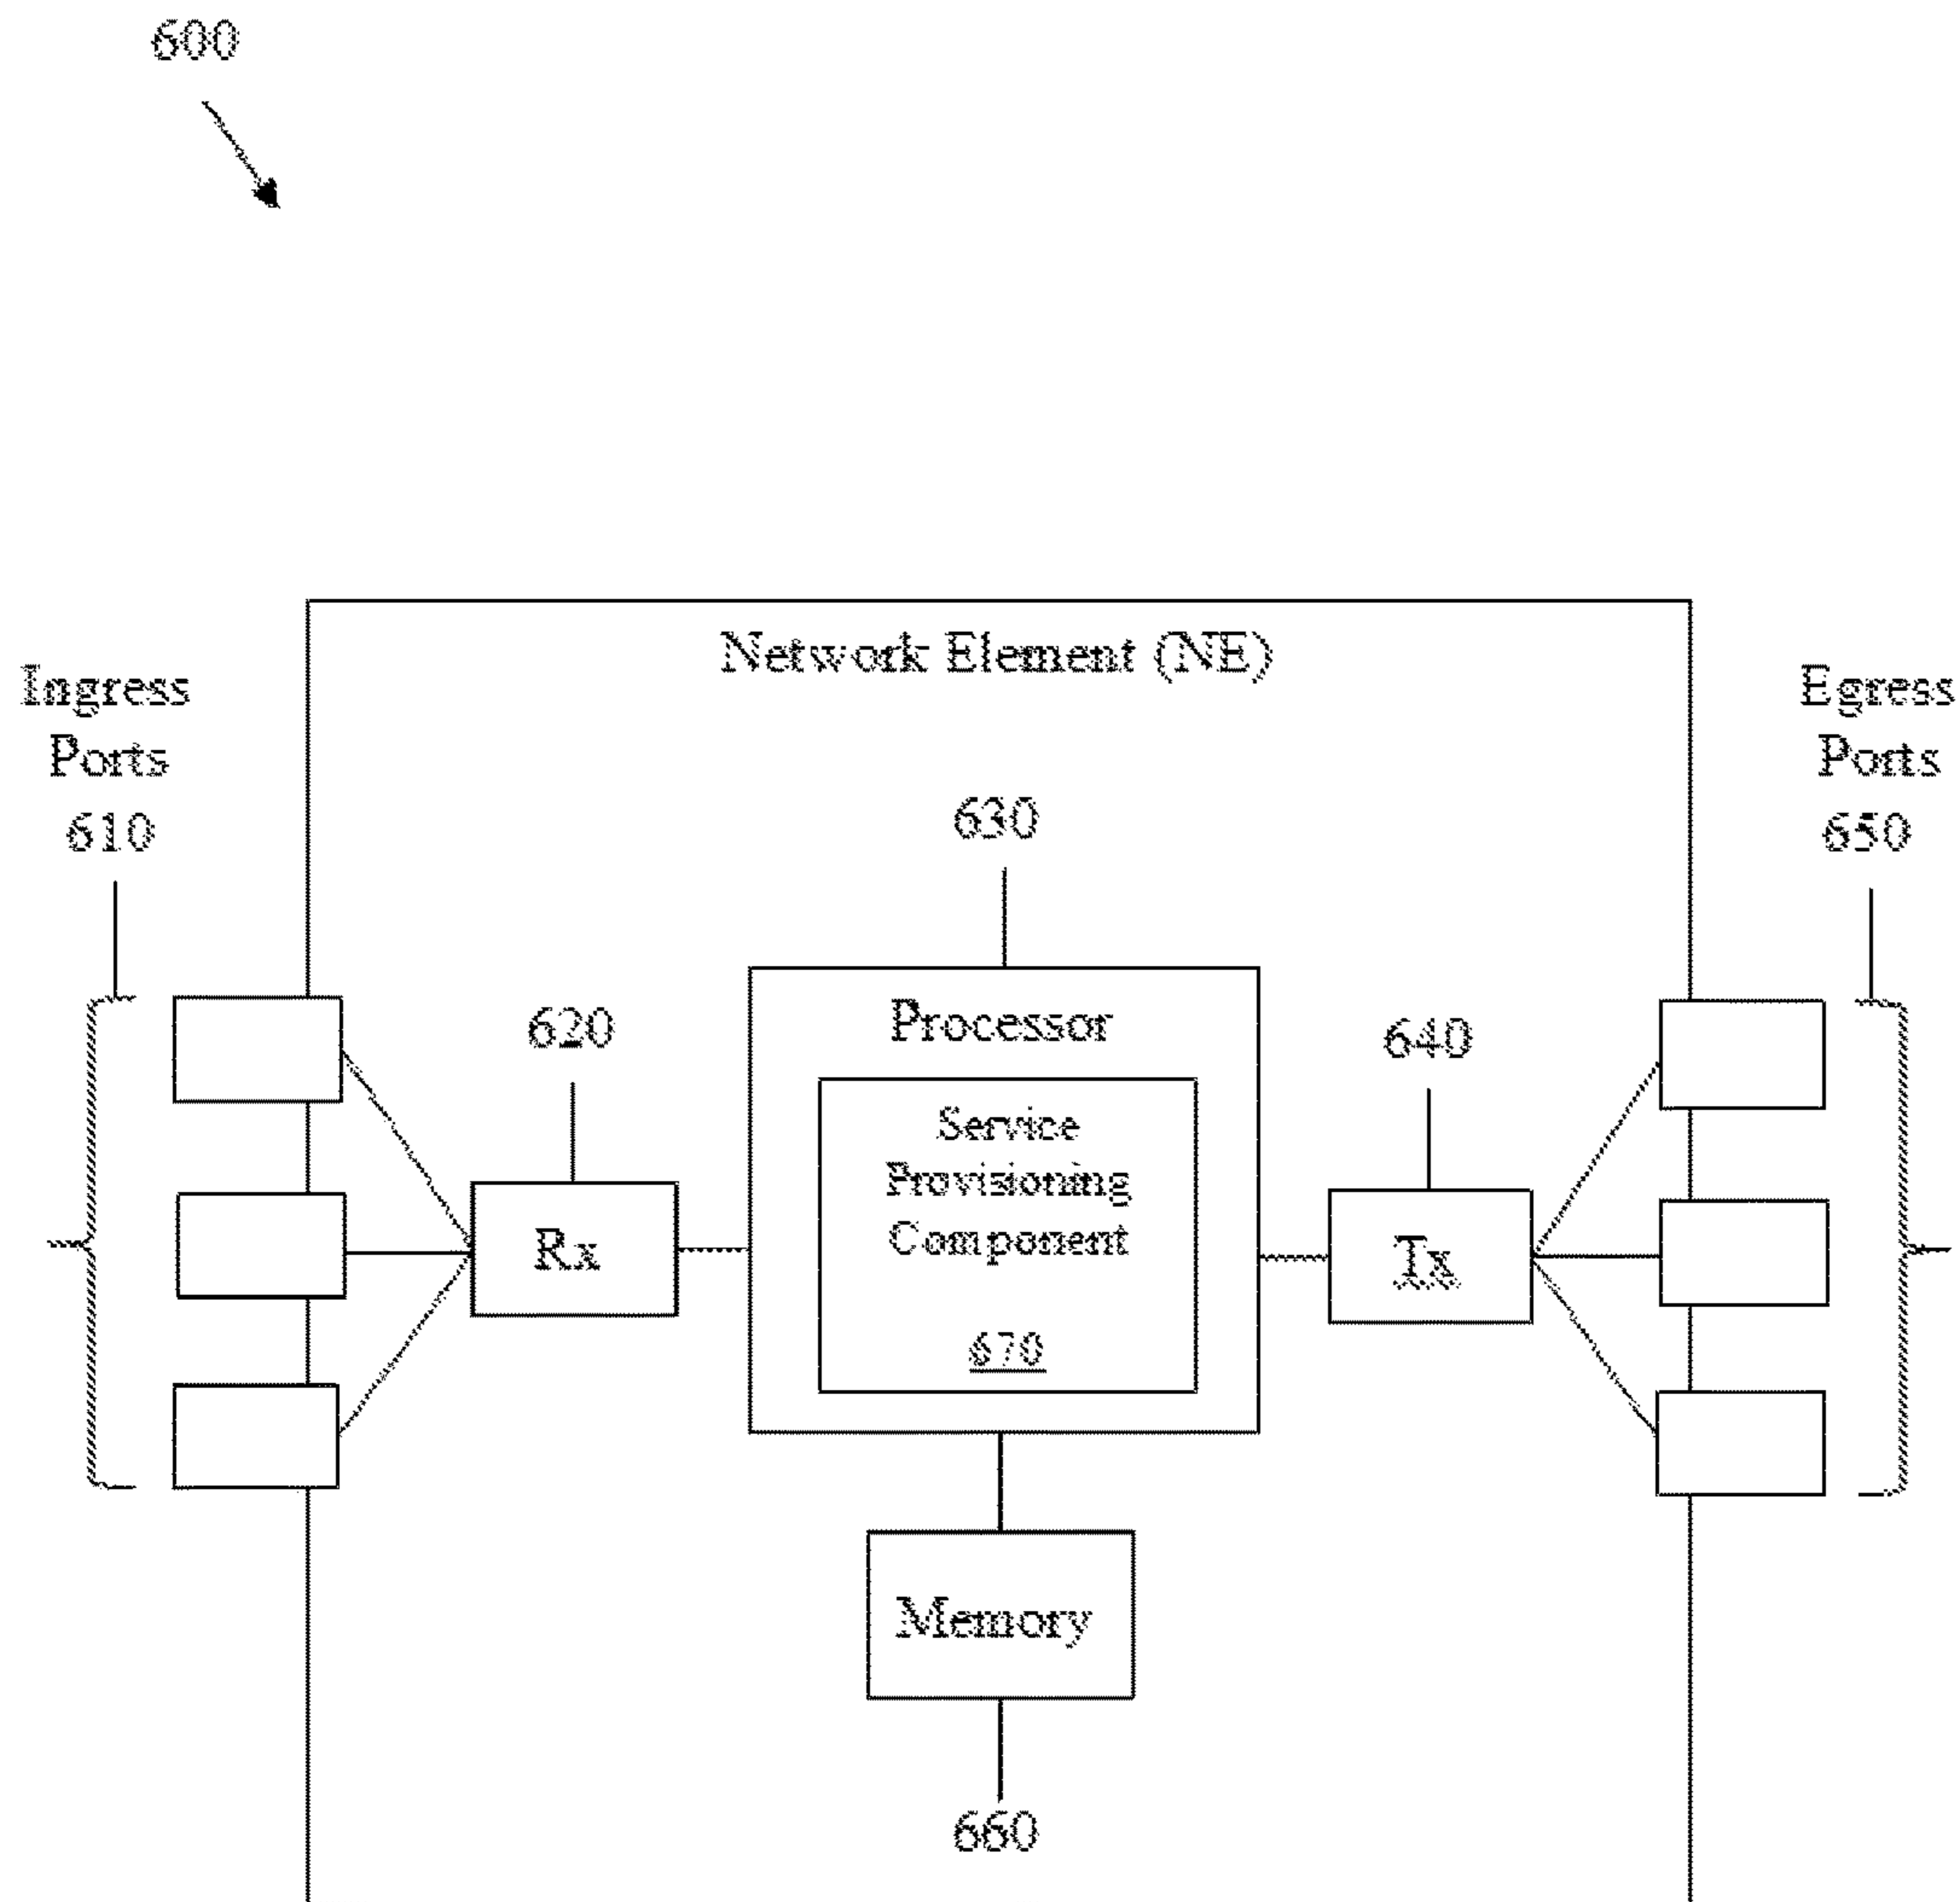 600
Network Element (NE)
Ingress
Ports
610
Egress
Ports
650
630
620
Processor
640
Service
Provisioning
Component
670
Rx
Tx
Memory
660